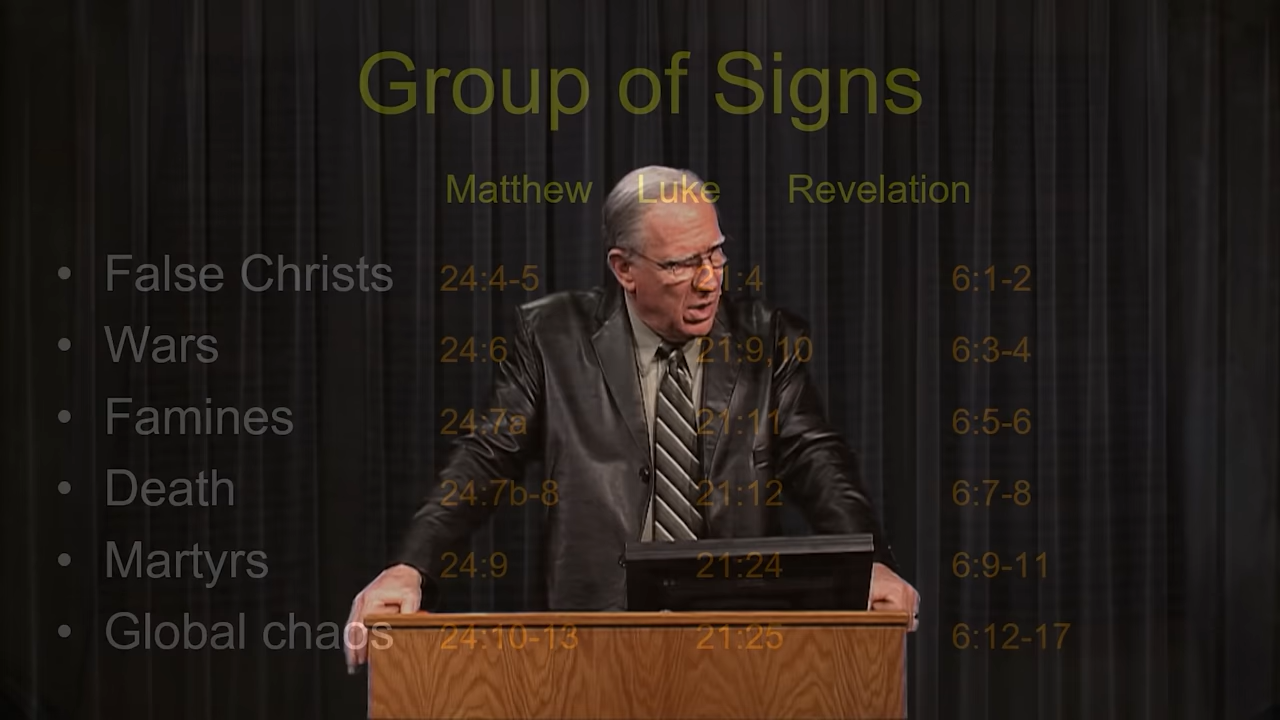 Group of Signs
Matthew Luke Revelation
• False Christs 24:4-5 :4 6:1-2
• Wars 24:6 21:9,10 6:3-4
• Famines 24:7a 21:11 6:5-6
• Death 24:7b-8 21:12 6:7-8
• Martyrs 24:9 21:24 6:9-11
• Global chaos 24:10-13 21:25 6:12-17